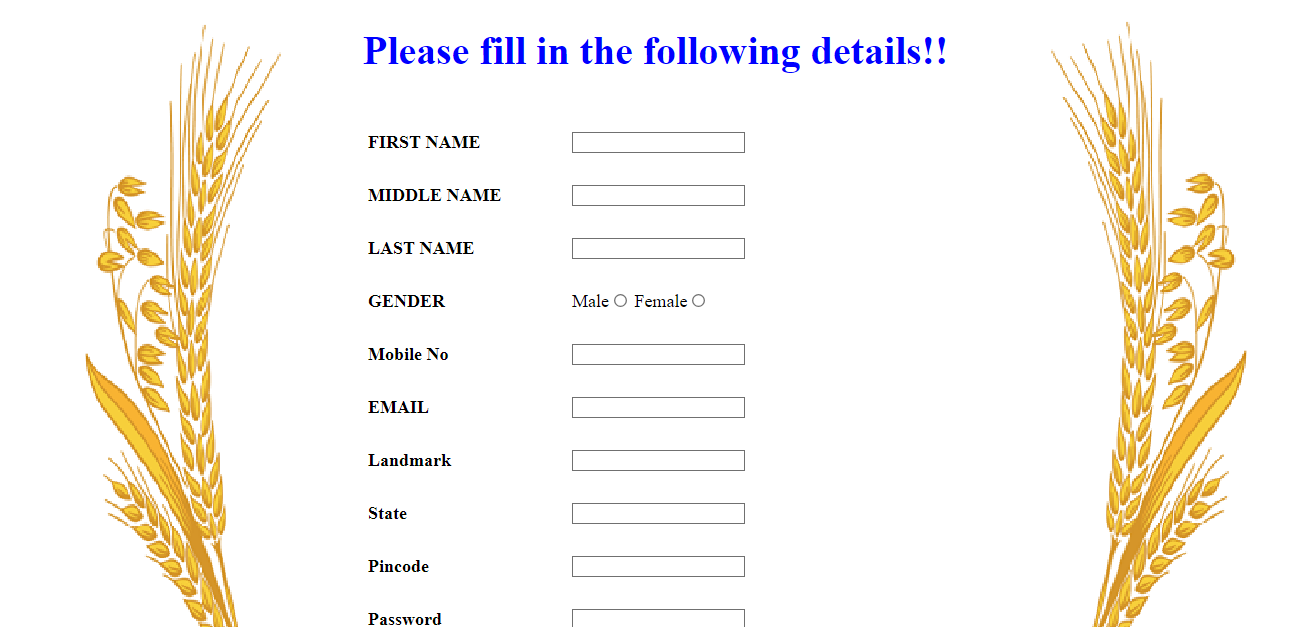 Please fill in the following details!!
FIRST NAME
MIDDLE NAME
LAST NAME
GENDER Male Female
Mobile No
EMAIL
Landmark
State
Pincode
Password